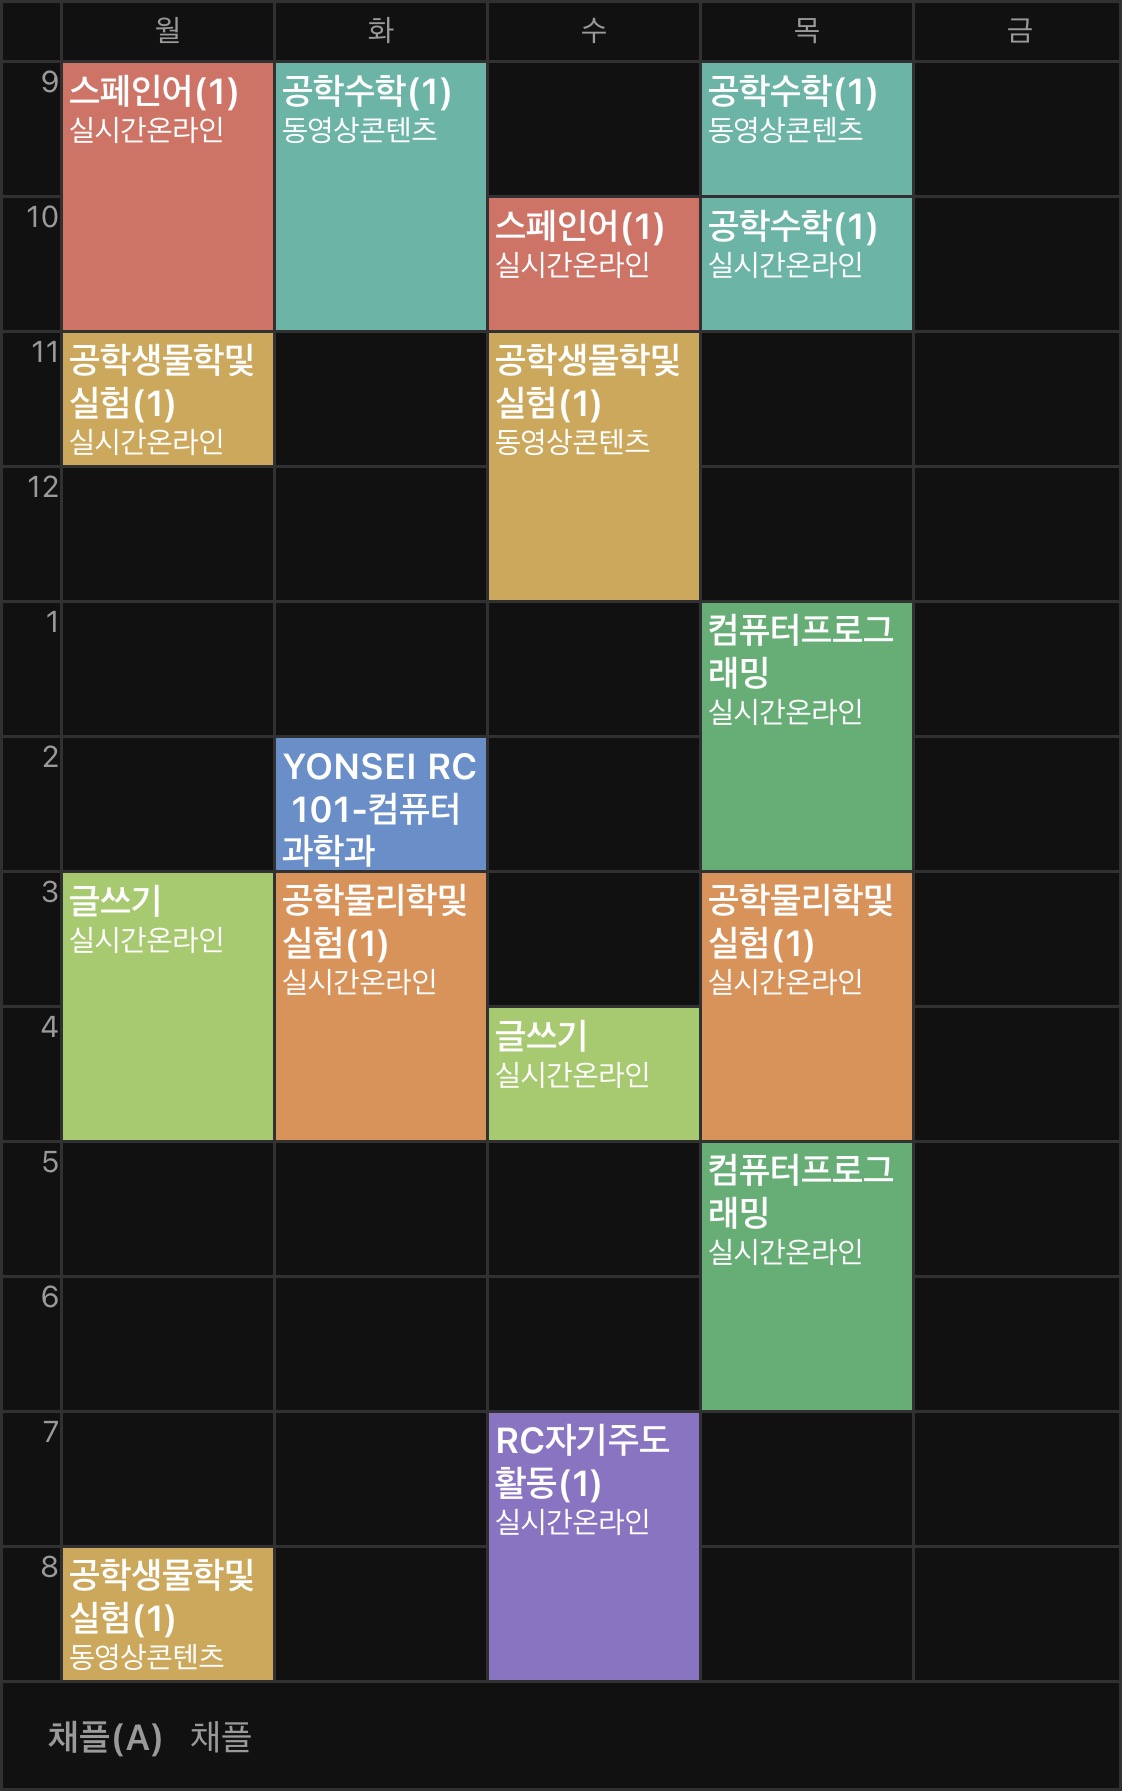 월 화 수 목 금
9
스페인어(1)
실시간온라인
공학수학(1)
동영상콘텐츠
공학수학(1)
동영상콘텐츠
10
스페인어(1)
실시간온라인
공학수학(1)
실시간온라인
11
공학생물학및
실험(1)
실시간온라인
공학생물학및
실험(1)
동영상콘텐츠
12
1
컴퓨터프로그
래밍
실시간온라인
2
YONSEI RC
101-컴퓨터
과학과
3
글쓰기
실시간온라인
공학물리학및
실험(1)
실시간온라인
공학물리학및
실험(1)
실시간온라인
4
글쓰기
실시간온라인
5
컴퓨터프로그
래밍
실시간온라인
6
7
RC자기주도
활동(1)
실시간온라인
8
공학생물학및
실험(1)
동영상콘텐츠
채플(A) 채플